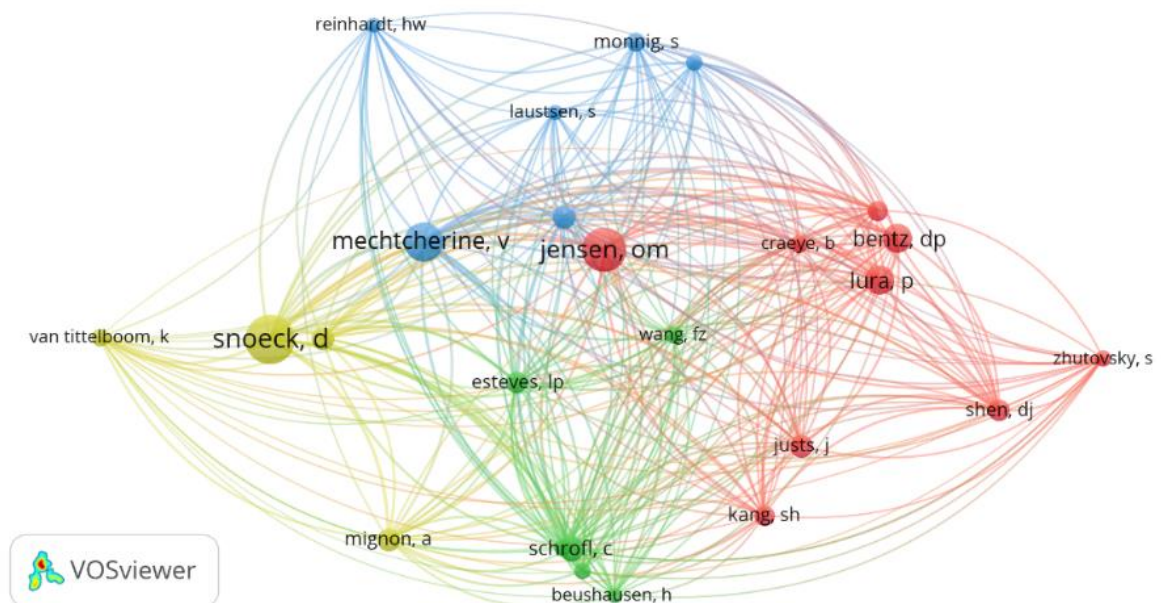 reinhardt, hw
monnig, s
laustsen, s
mechtcherine, v
jensen, om
craeye, b
bentz, dp
lura, p
van tittelboom, k
snoeck, d
wang, fz
zhutovsky, s
esteves, lp
shen, dj
justs, j
kang, sh
mignon, a
schrofl, c
beushausen, h
VOSviewer